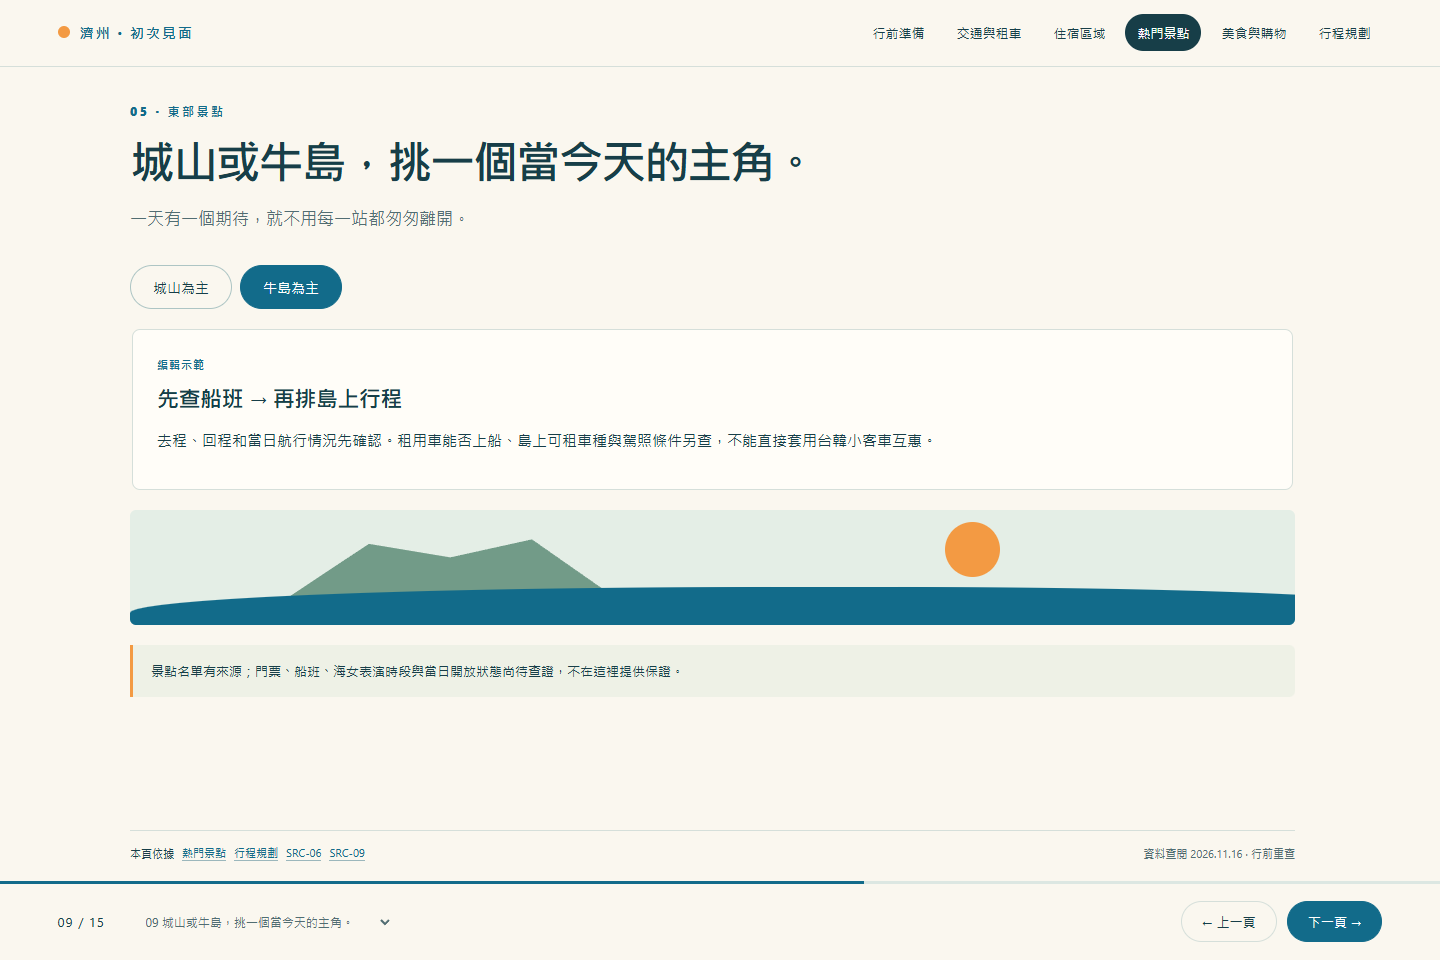 濟州・初次見面
行前準備 交通與租車 住宿區域 熱門景點 美食與購物 行程規劃
05 · 東部景點
城山或牛島，挑一個當今天的主角。
一天有一個期待，就不用每一站都匆匆離開。
城山為主 牛島為主
編輯示範
先查船班 → 再排島上行程
去程、回程和當日航行情況先確認。租用車能否上船、島上可租車種與駕照條件另查，不能直接套用台韓小客車互惠。
景點名單有來源；門票、船班、海女表演時段與當日開放狀態尚待查證，不在這裡提供保證。
本頁依據 熱門景點 行程規劃 SRC-06 SRC-09
資料查閱 2026.11.16 · 行前重查
09 / 15
09 城山或牛島，挑一個當今天的主角。
← 上一頁 下一頁 →